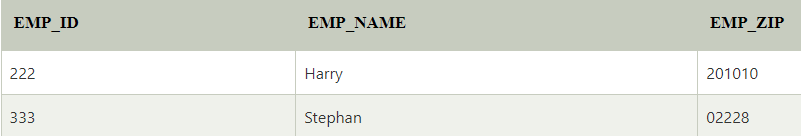 EMP_ID EMP_NAME EMP_ZIP
222 Harry 201010
333 Stephan 02228